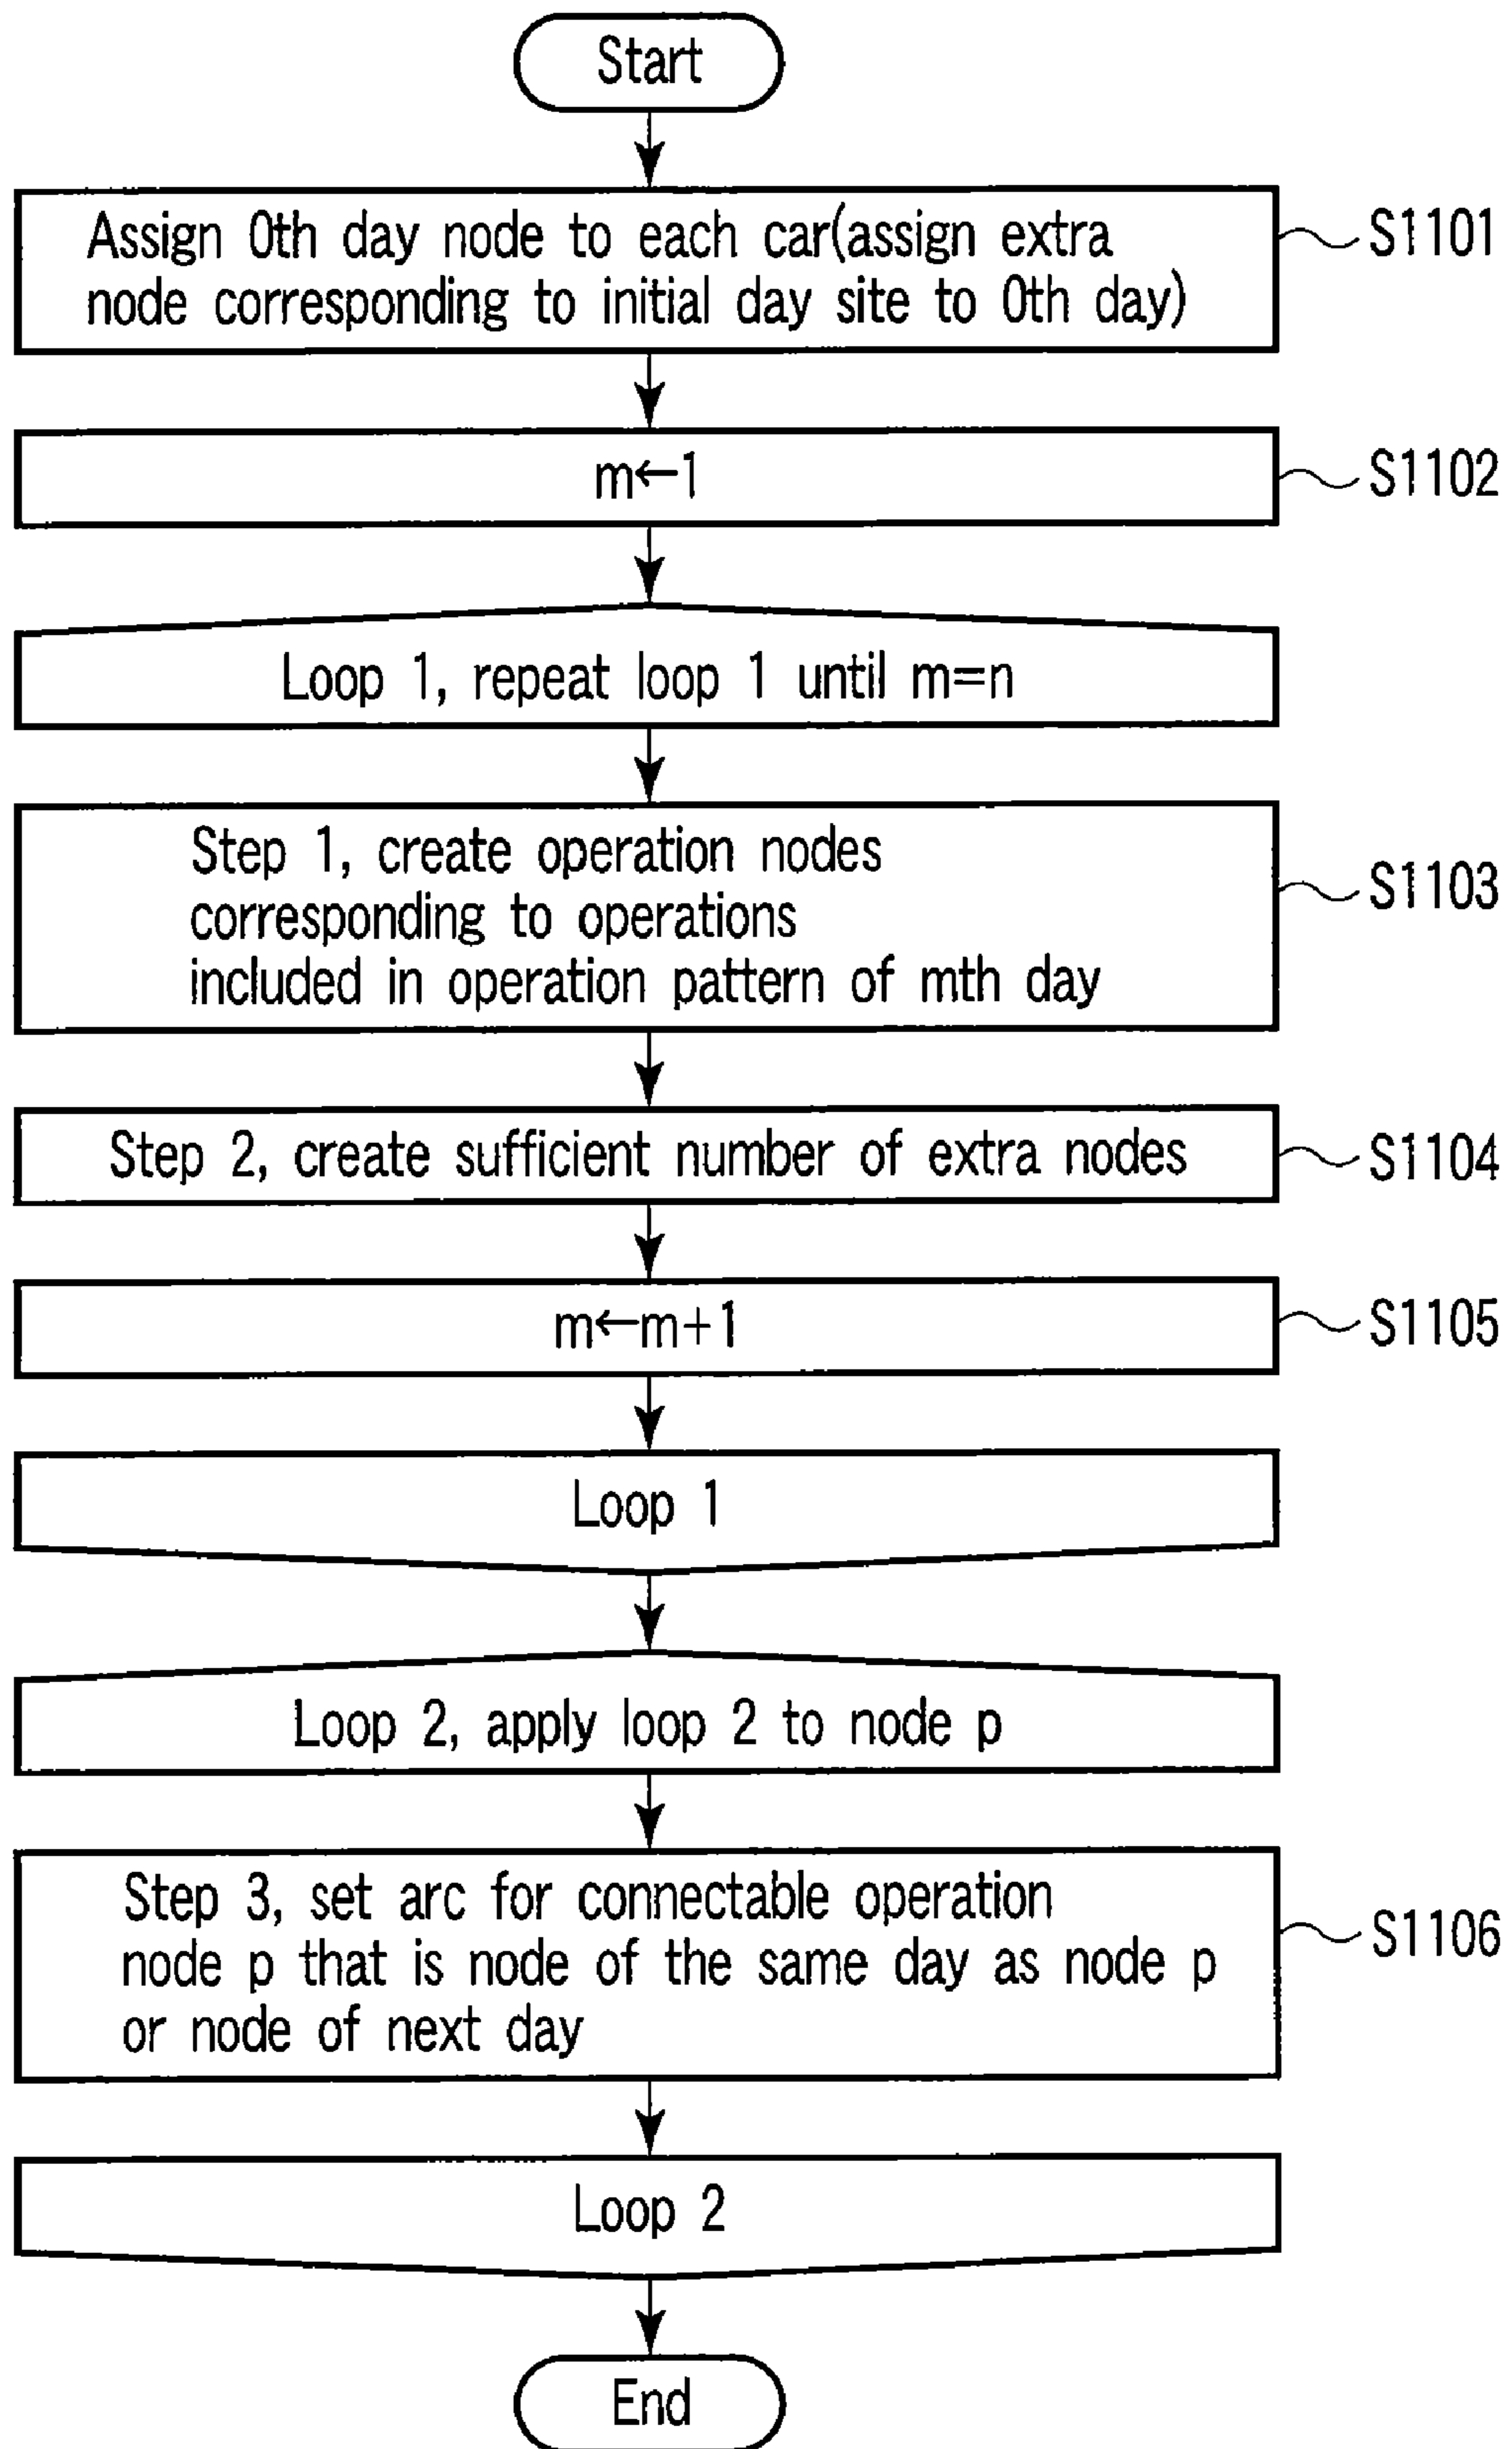 Start
Assign 0th day node to each car(assign extra
node corresponding to initial day site to 0th day)
S1101
m←1
S1102
Loop 1, repeat loop 1 until m=n
Step 1, create operation nodes
corresponding to operations
included in operation pattern of mth day
S1103
Step 2, create sufficient number of extra nodes
S1104
m←m+1
S1105
Loop 1
Loop 2, apply loop 2 to node p
Step 3, set arc for connectable operation
node p that is node of the same day as node p
or node of next day
S1106
Loop 2
End